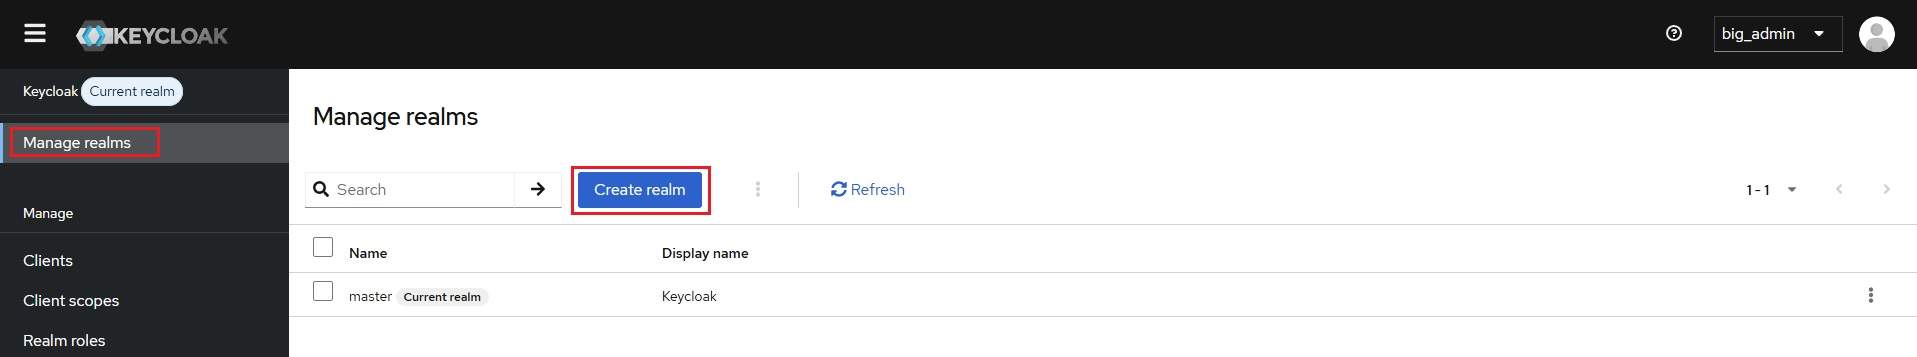 KEYCLOAK
big_admin
Keycloak Current realm
Manage realms
Manage
Clients
Client scopes
Realm roles
Manage realms
Search
Create realm
Refresh
1 - 1
Name Display name
master Current realm Keycloak